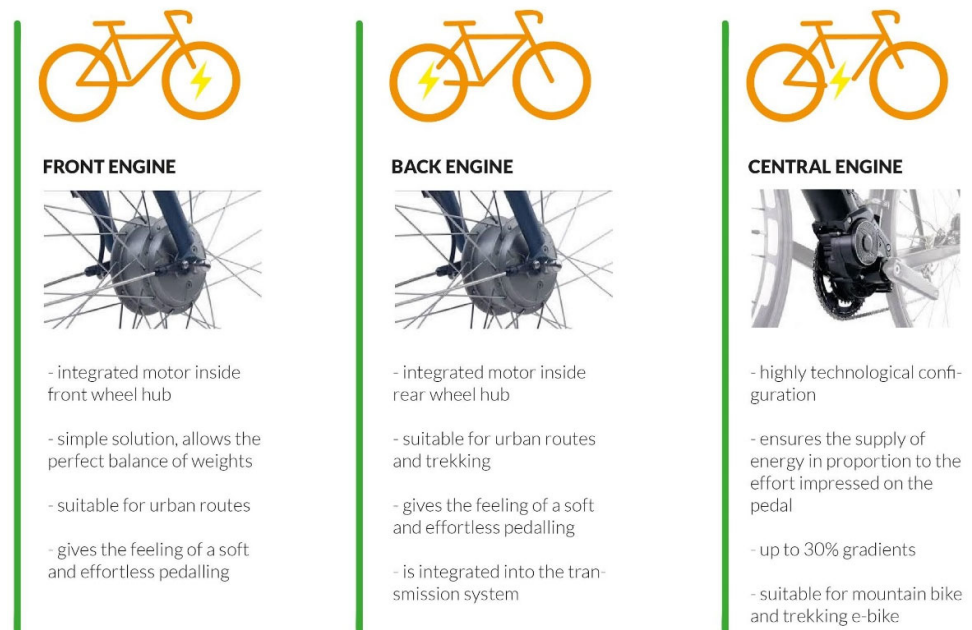 FRONT ENGINE
- integrated motor inside
front wheel hub
- simple solution, allows the
perfect balance of weights
- suitable for urban routes
- gives the feeling of a soft
and effortless pedalling
BACK ENGINE
- integrated motor inside
rear wheel hub
- suitable for urban routes
and trekking
- gives the feeling of a soft
and effortless pedalling
- is integrated into the tran-
smission system
CENTRAL ENGINE
- highly technological confi-
guration
- ensures the supply of
energy in proportion to the
effort impressed on the
pedal
- up to 30% gradients
- suitable for mountain bike
and trekking e-bike